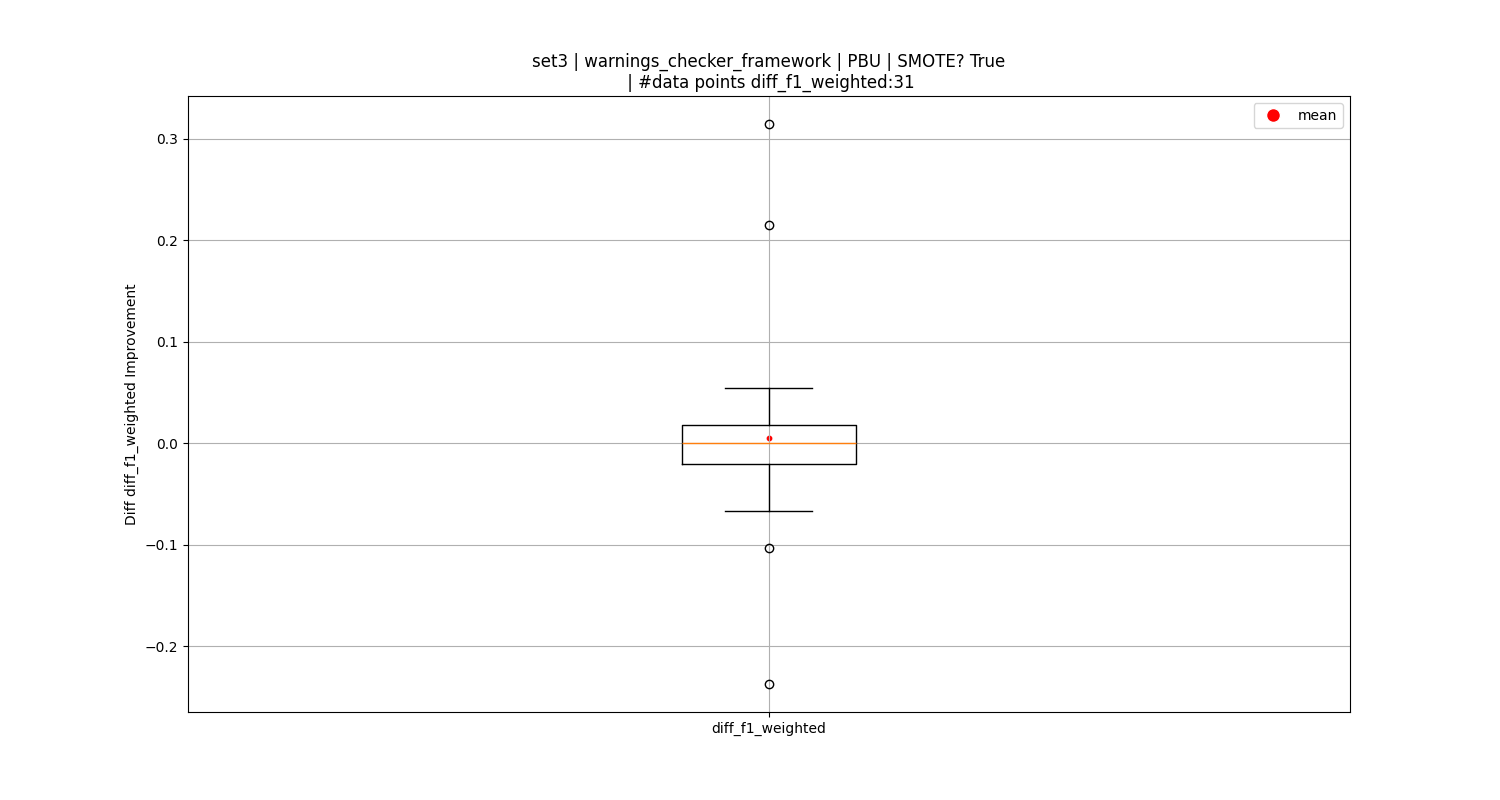 set3 | warnings_checker_framework | PBU | SMOTE? True
| #data points diff_f1_weighted:31
mean
0.3
0.2
0.1
0.0
−0.1
−0.2
Diff diff_f1_weighted Improvement
diff_f1_weighted